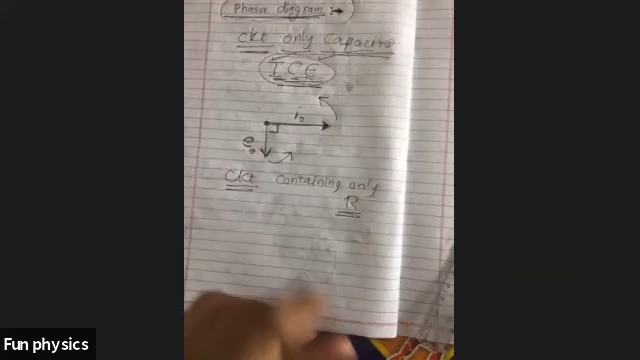 Phasor diagram :→
ckt only Capacitor
ICE
i₀
e₀
Ckt containing only
R
Fun physics